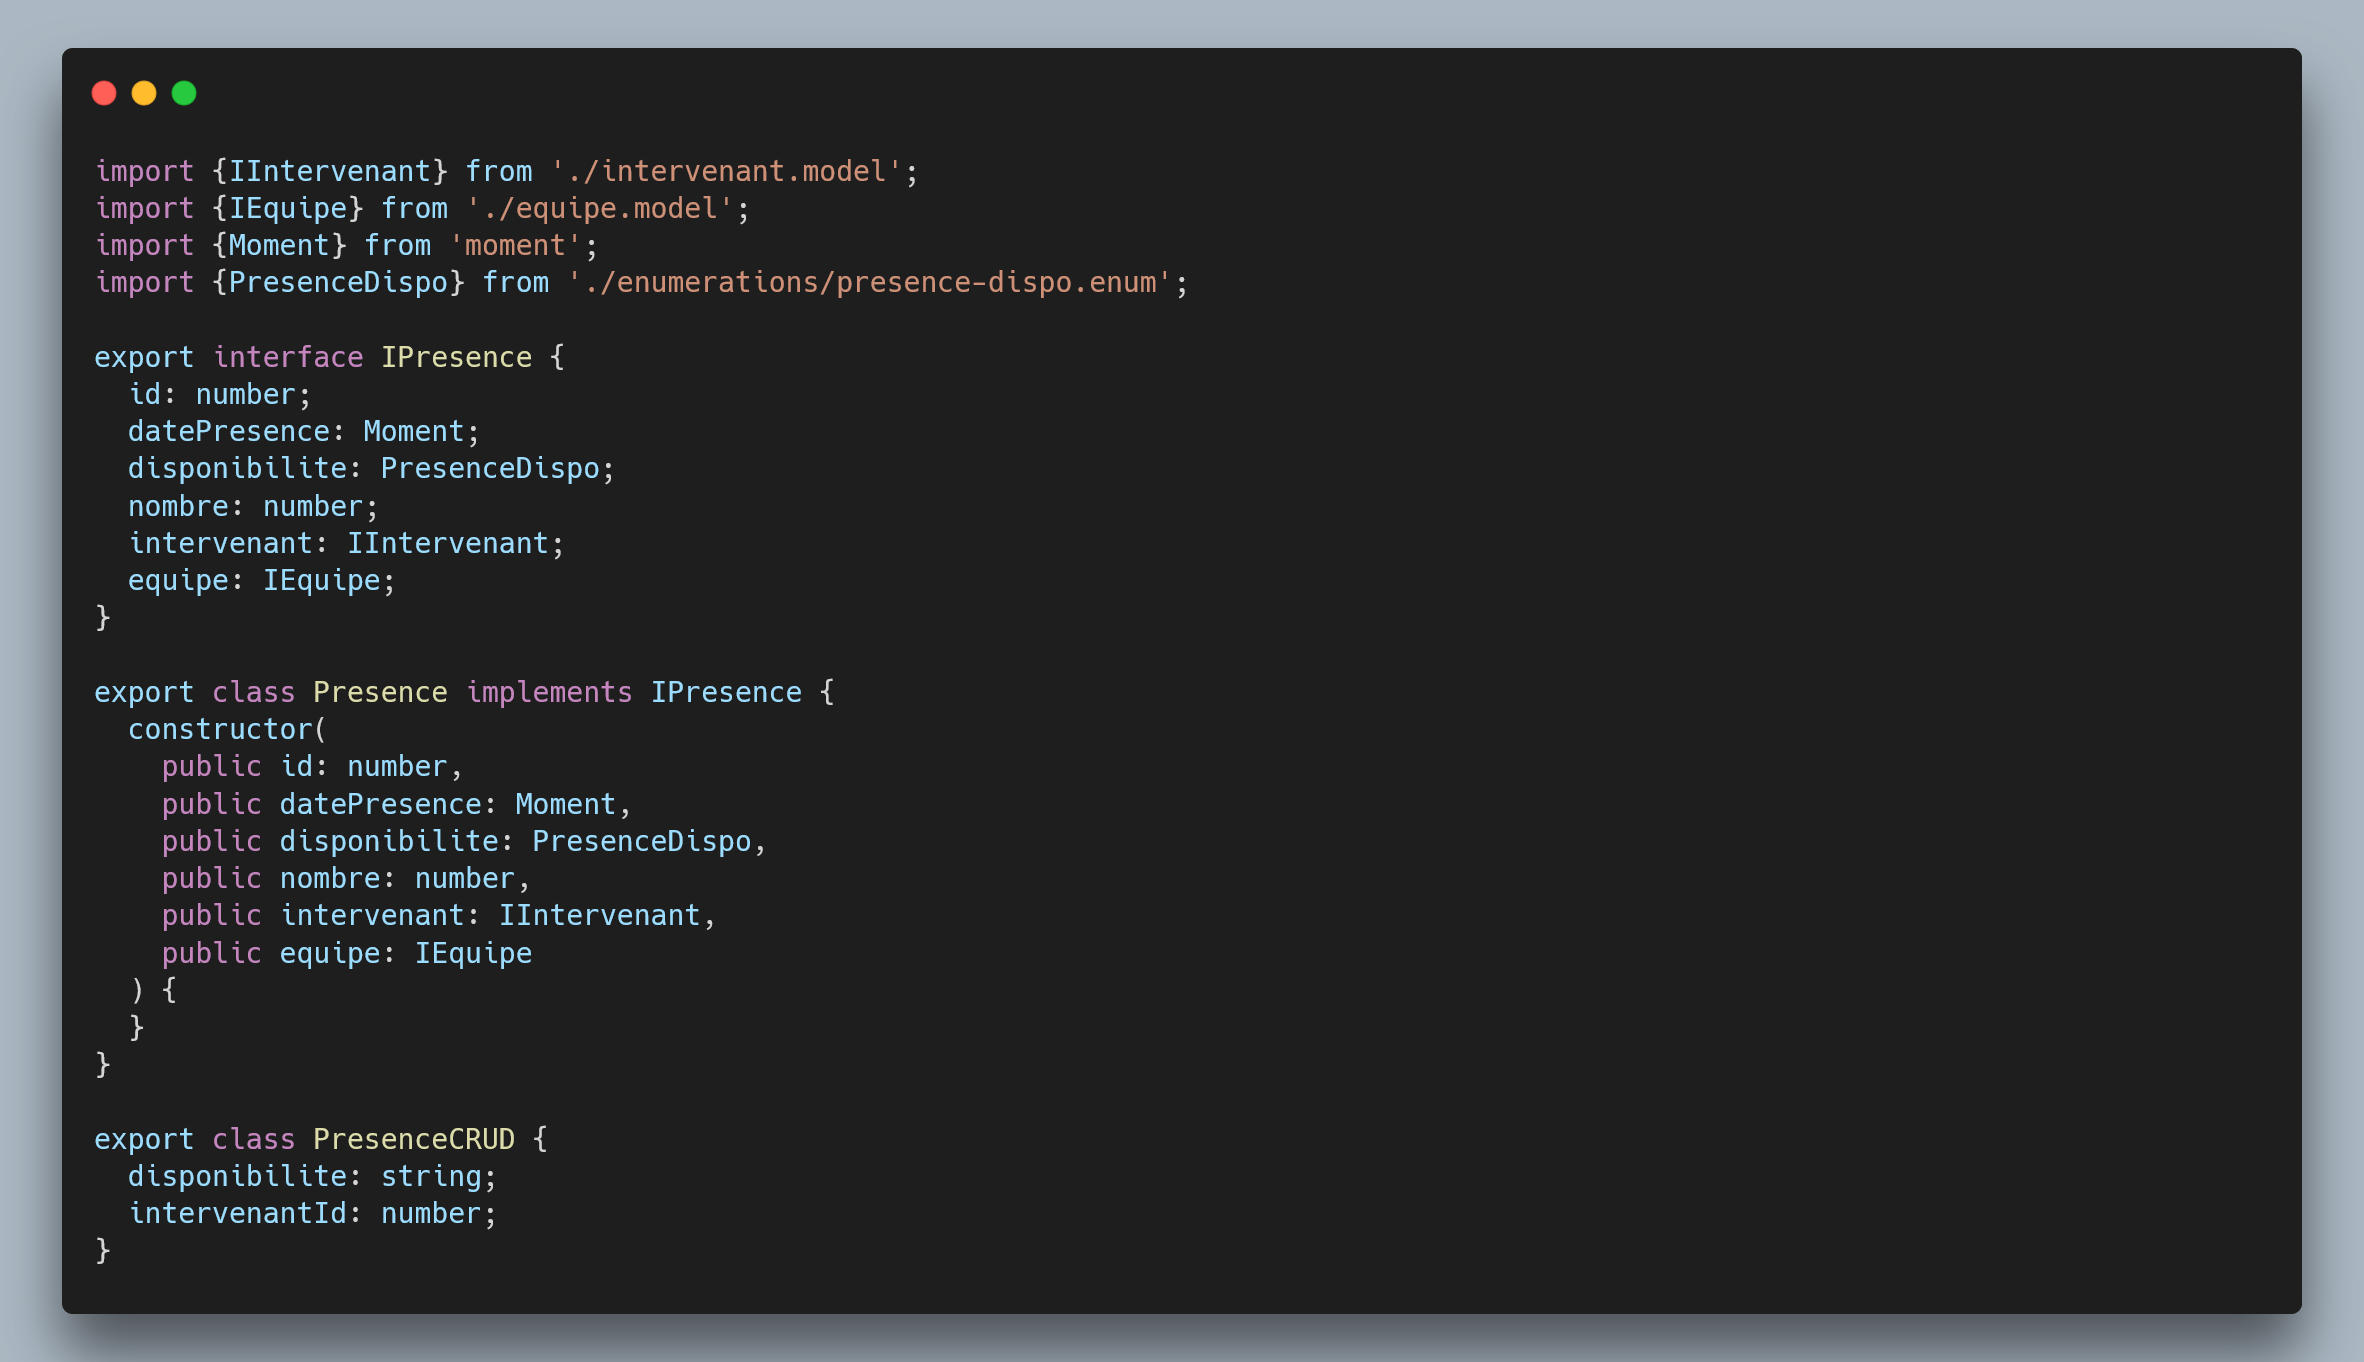 import {IIntervenant} from './intervenant.model';
import {IEquipe} from './equipe.model';
import {Moment} from 'moment';
import {PresenceDispo} from './enumerations/presence-dispo.enum';

export interface IPresence {
  id: number;
  datePresence: Moment;
  disponibilite: PresenceDispo;
  nombre: number;
  intervenant: IIntervenant;
  equipe: IEquipe;
}

export class Presence implements IPresence {
  constructor(
    public id: number,
    public datePresence: Moment,
    public disponibilite: PresenceDispo,
    public nombre: number,
    public intervenant: IIntervenant,
    public equipe: IEquipe
  ) {
  }
}

export class PresenceCRUD {
  disponibilite: string;
  intervenantId: number;
}